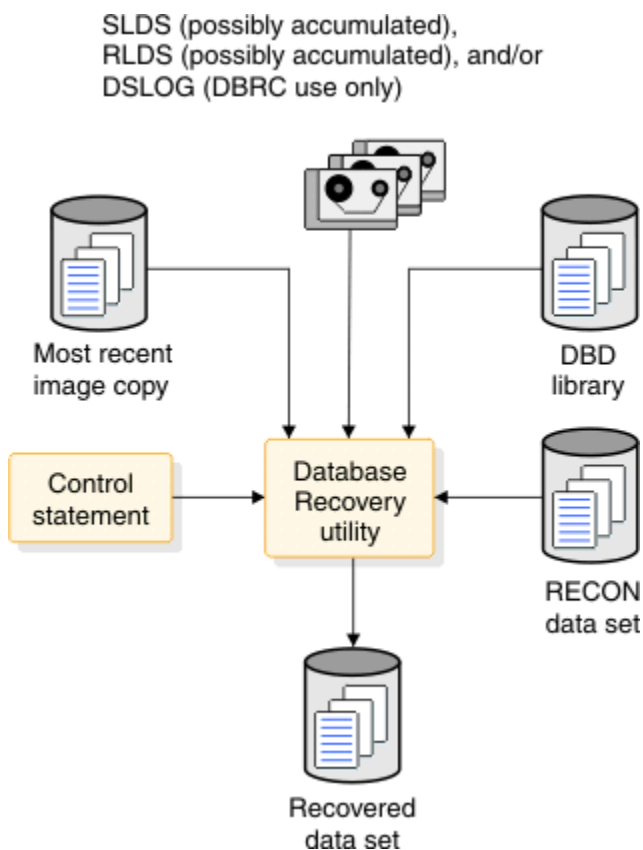 SLDS (possibly accumulated),
RLDS (possibly accumulated), and/or
DSLOG (DBRC use only)
Most recent
image copy
DBD
library
Control
statement
Database
Recovery
utility
RECON
data set
Recovered
data set